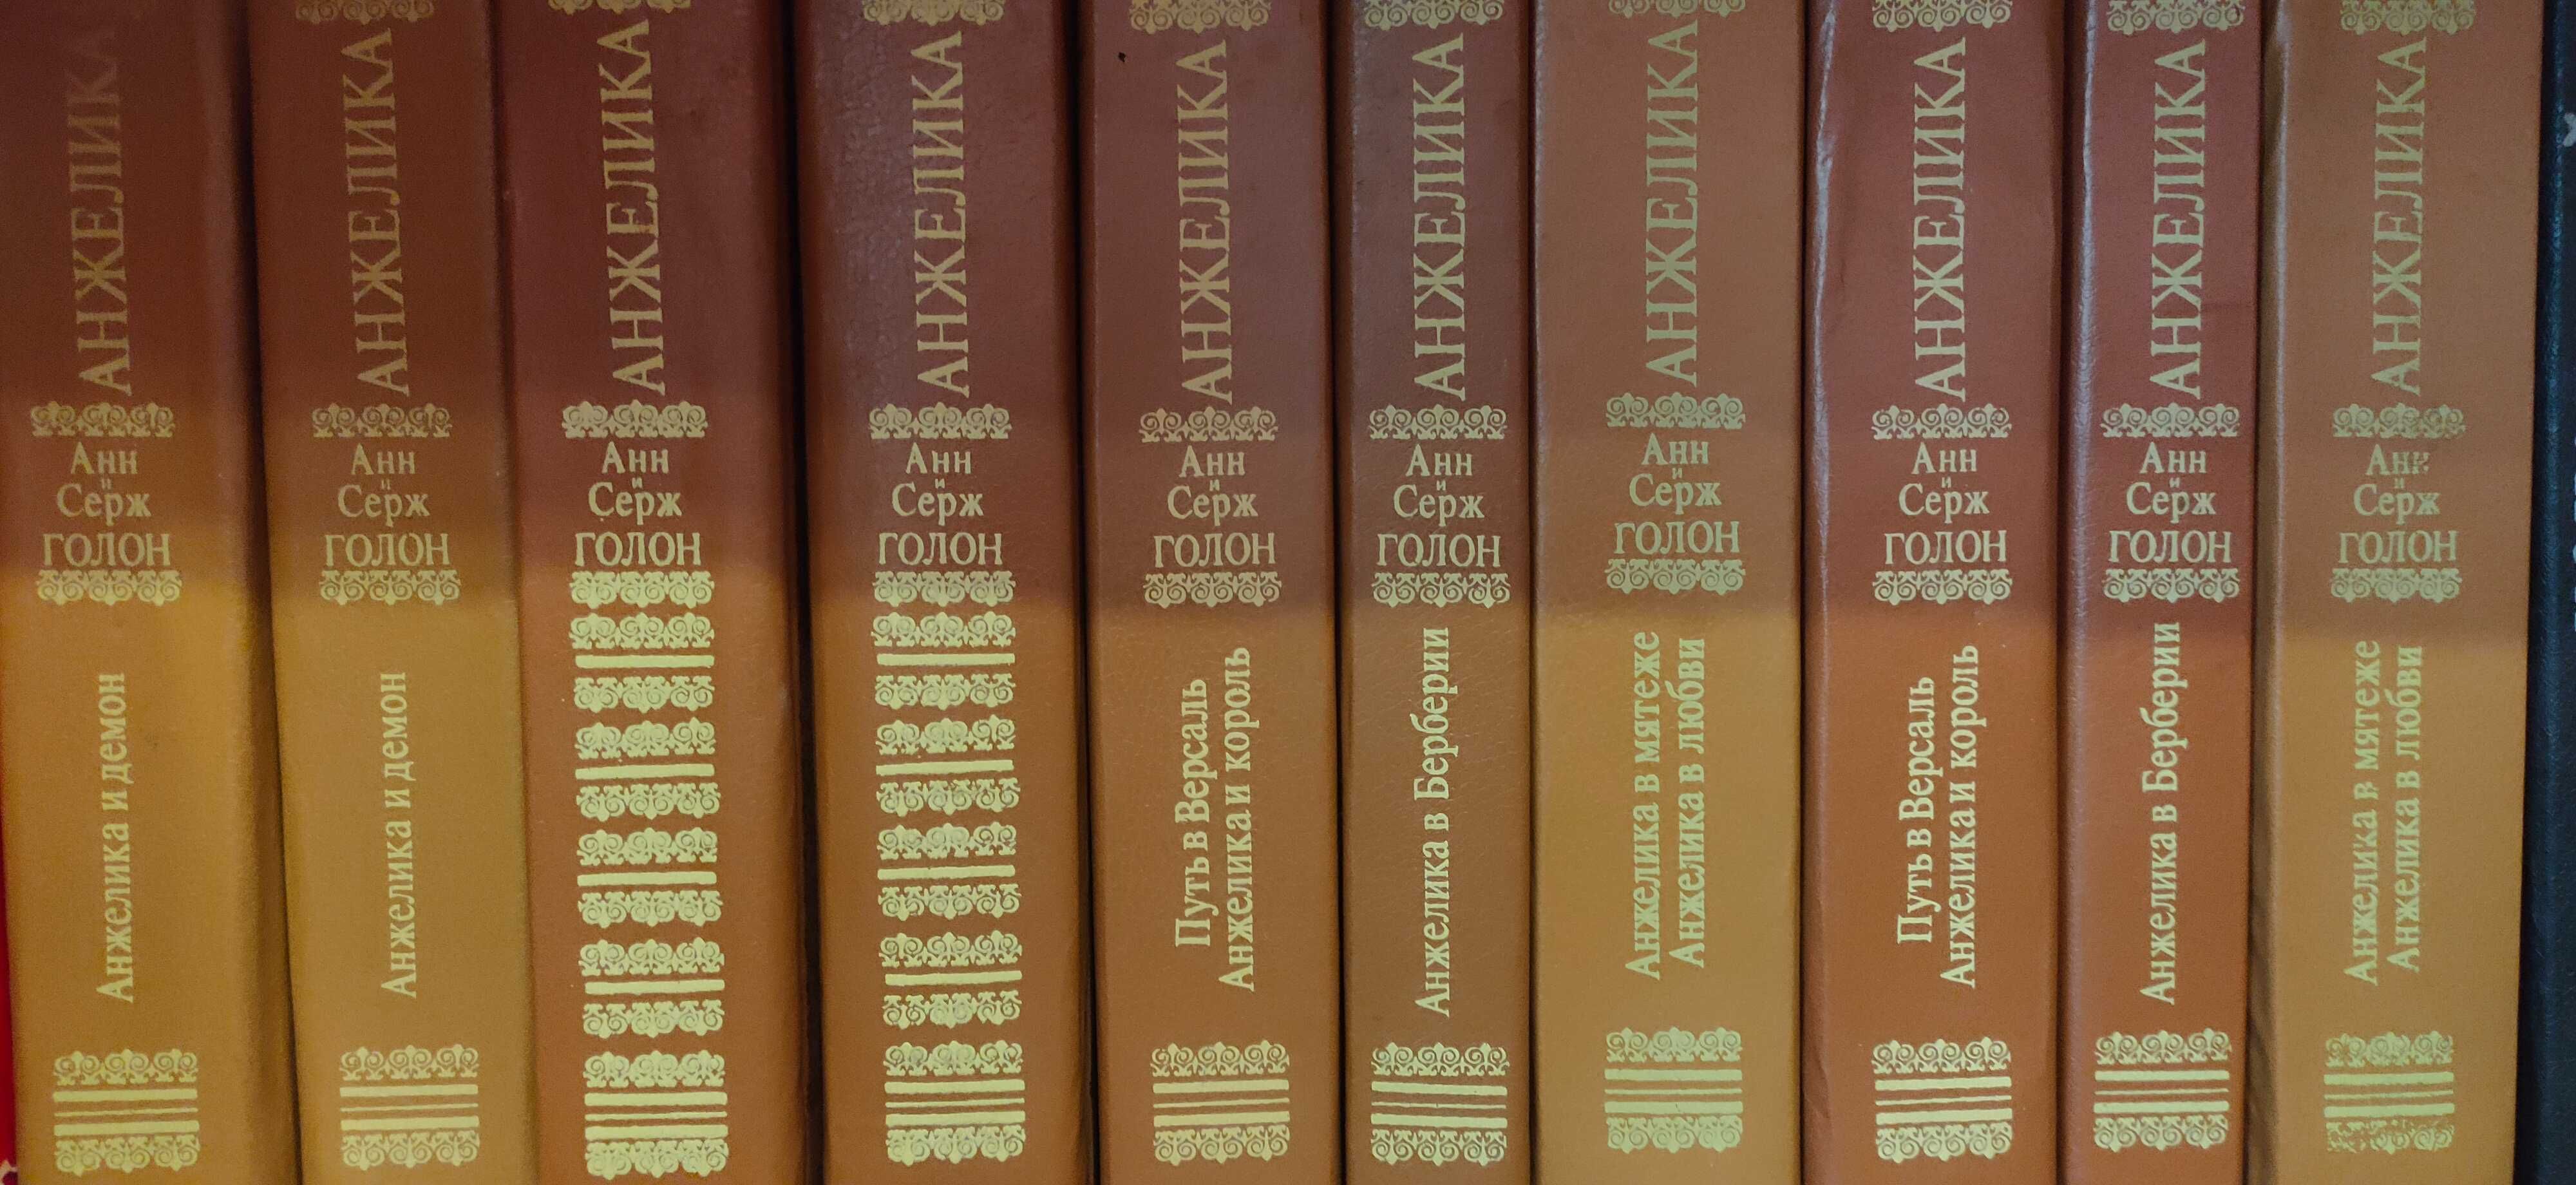 АНЖЕЛИКА
Анн
и
Серж
ГОЛОН
Анжелика и демон
АНЖЕЛИКА
Анн
и
Серж
ГОЛОН
Анжелика и демон
АНЖЕЛИКА
Анн
и
Серж
ГОЛОН
АНЖЕЛИКА
Анн
и
Серж
ГОЛОН
АНЖЕЛИКА
Анн
и
Серж
ГОЛОН
Путь в Версаль
Анжелика и король
АНЖЕЛИКА
Анн
и
Серж
ГОЛОН
Анжелика в Берберии
АНЖЕЛИКА
Анн
и
Серж
ГОЛОН
Анжелика в мятеже
Анжелика в любви
АНЖЕЛИКА
Анн
и
Серж
ГОЛОН
Путь в Версаль
Анжелика и король
АНЖЕЛИКА
Анн
и
Серж
ГОЛОН
Анжелика в Берберии
АНЖЕЛИКА
Анн
и
Серж
ГОЛОН
Анжелика в мятеже
Анжелика в любви